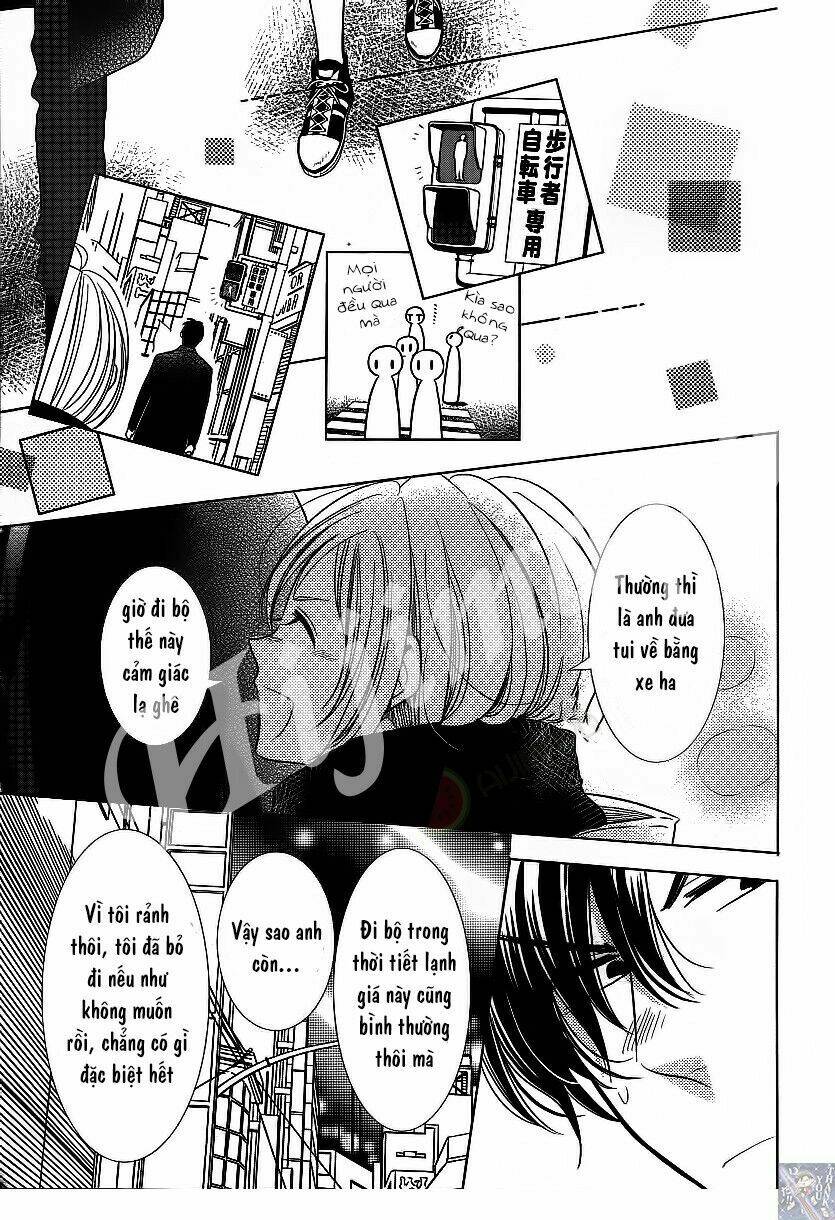 歩行者
自転車 専用
Kìa sao
không
qua?
Mọi
người
đều qua
mà
Thường thì
là anh đưa
tui về bằng
xe ha
giờ đi bộ
thế này
cảm giác
lạ ghê
Đi bộ trong
thời tiết lạnh
giá này cũng
bình thường
thôi mà
Vậy sao anh
còn...
Vì tôi rảnh
thôi, tôi đã bỏ
đi nếu như
không muốn
rồi, chẳng có gì
đặc biệt hết